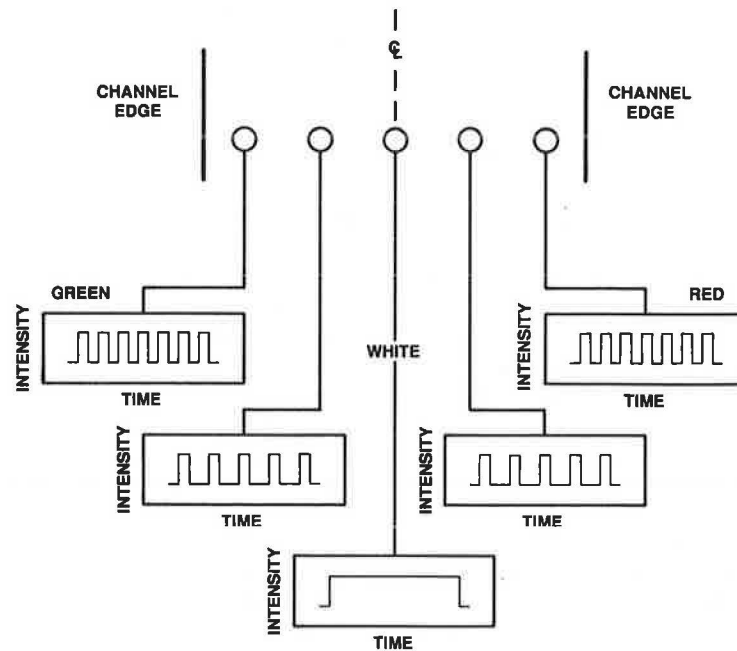 ℄
CHANNEL
EDGE
CHANNEL
EDGE
GREEN
RED
INTENSITY
TIME
INTENSITY
TIME
WHITE
INTENSITY
TIME
INTENSITY
TIME
INTENSITY
TIME